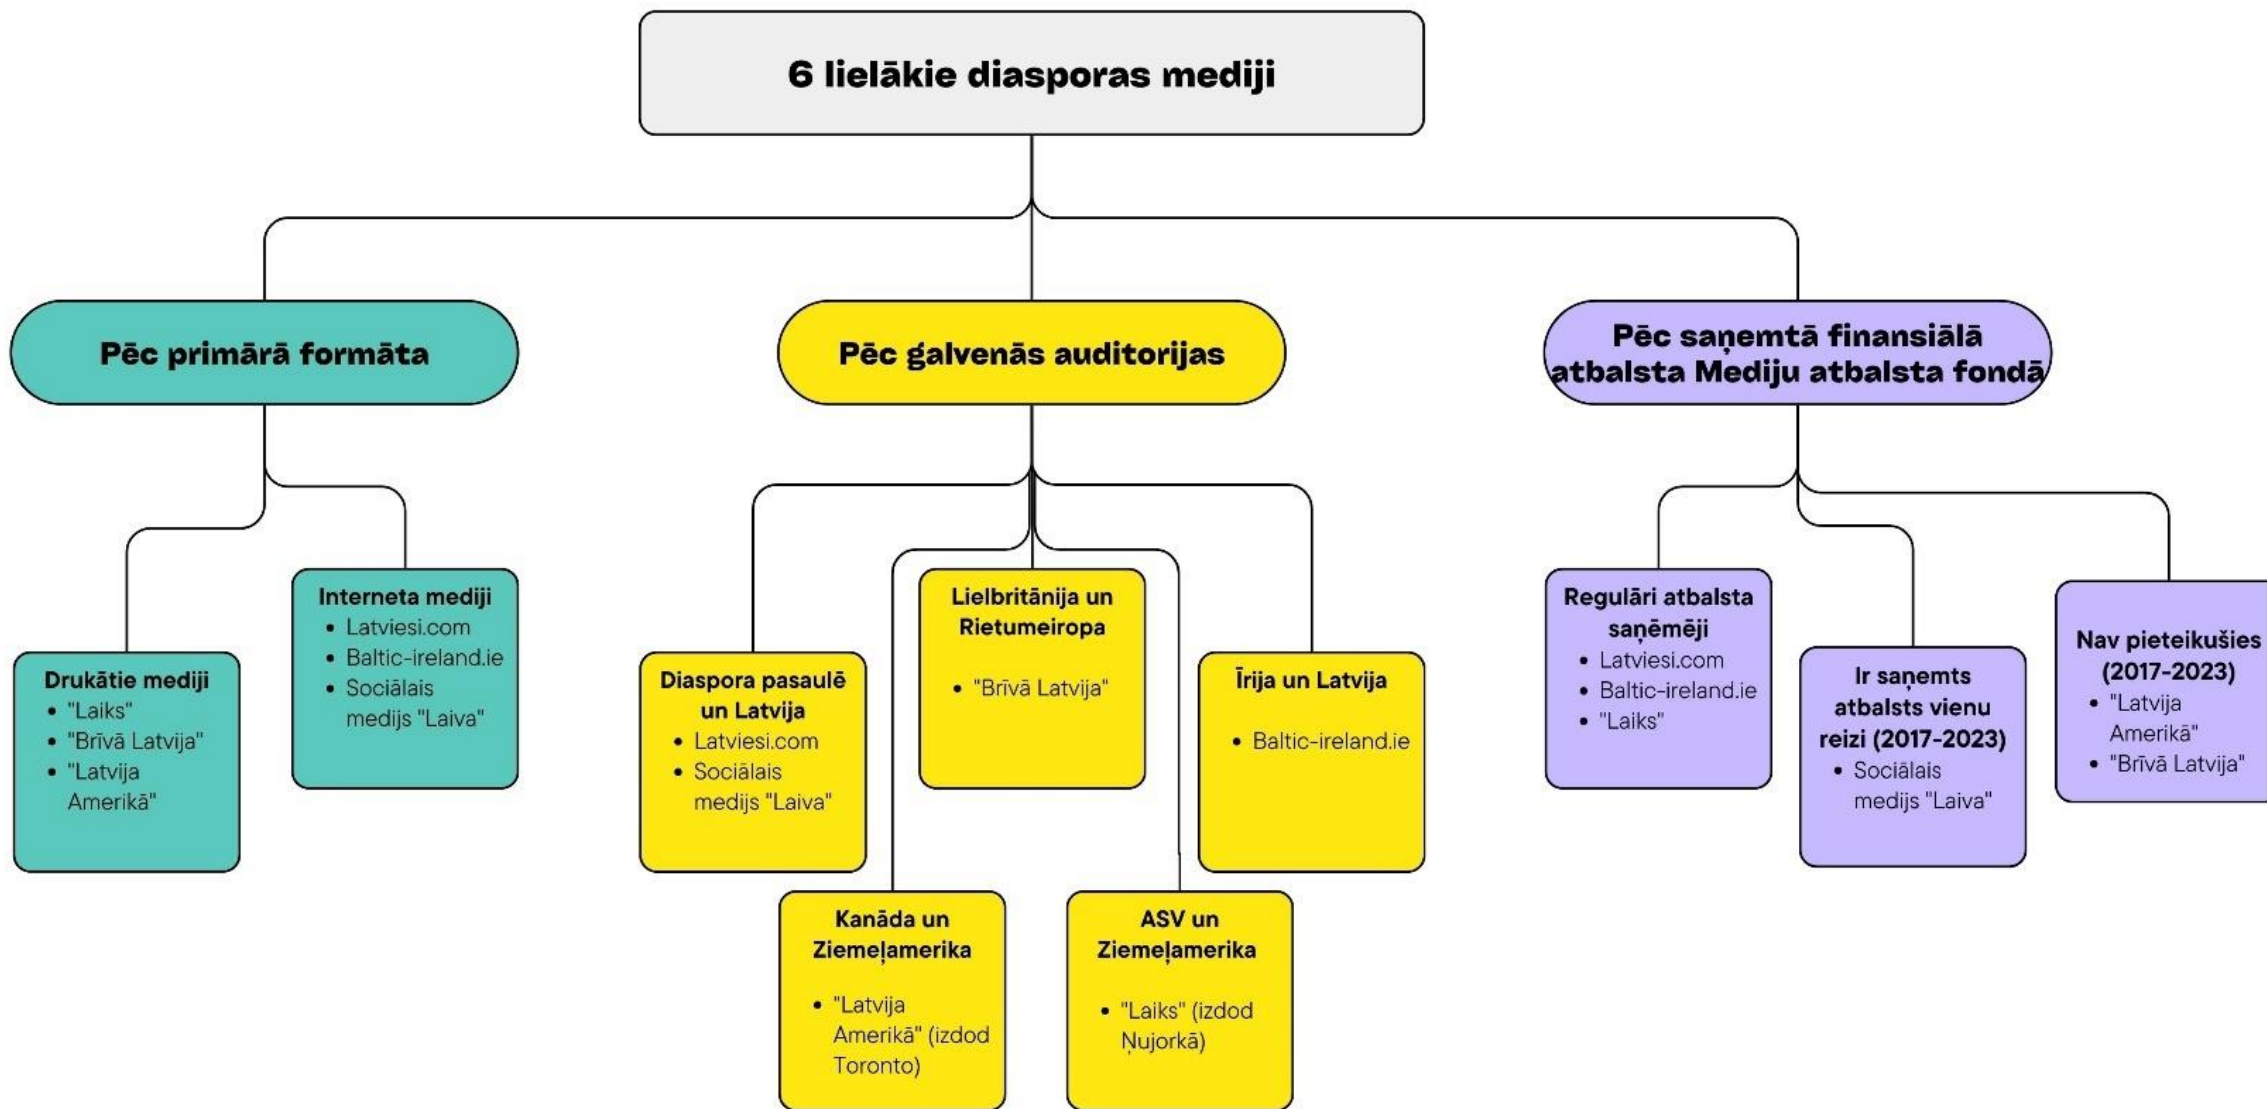 6 lielākie diasporas mediji
Pēc primārā formāta
Pēc galvenās auditorijas
Pēc saņemtā finansiālā
atbalsta Mediju atbalsta fondā
Drukātie mediji
• "Laiks"
• "Brīvā Latvija"
• "Latvija
Amerikā"
Interneta mediji
• Latviesi.com
• Baltic-ireland.ie
• Sociālais
medijs "Laiva"
Diaspora pasaulē
un Latvija
• Latviesi.com
• Sociālais
medijs "Laiva"
Kanāda un
Ziemeļamerika
• "Latvija
Amerikā" (izdod
Toronto)
Lielbritānija un
Rietumeiropa
• "Brīvā Latvija"
ASV un
Ziemeļamerika
• "Laiks" (izdod
Ņujorkā)
Īrija un Latvija
• Baltic-ireland.ie
Regulāri atbalsta
saņēmēji
• Latviesi.com
• Baltic-ireland.ie
• "Laiks"
Ir saņemts
atbalsts vienu
reizi (2017-2023)
• Sociālais
medijs "Laiva"
Nav pieteikušies
(2017-2023)
• "Latvija
Amerikā"
• "Brīvā Latvija"